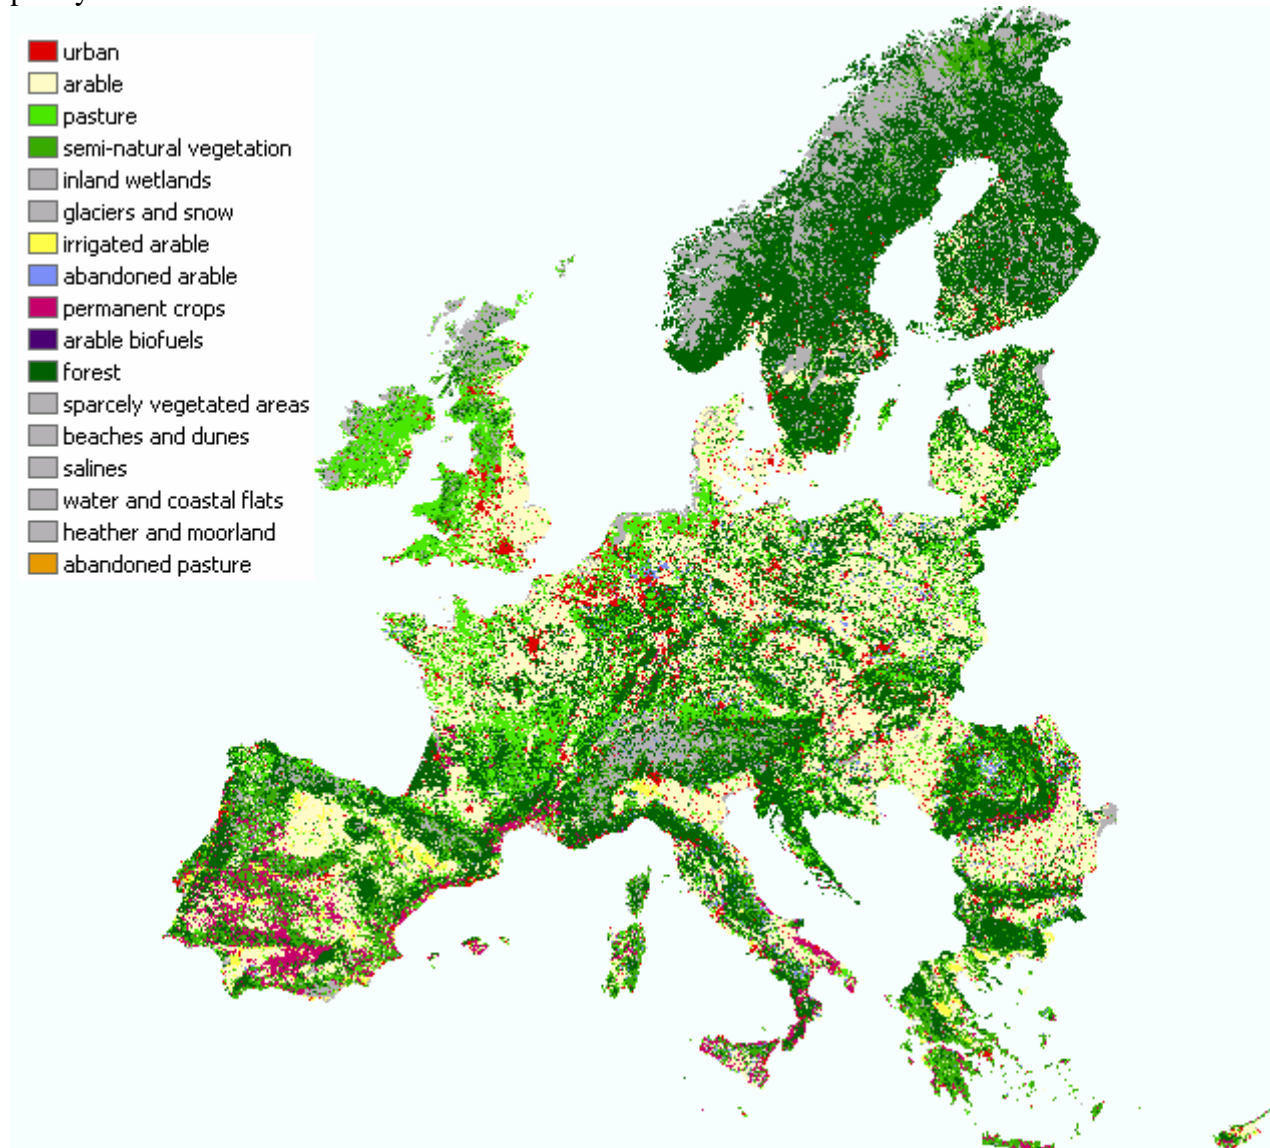 urban
arable
pasture
semi-natural vegetation
inland wetlands
glaciers and snow
irrigated arable
abandoned arable
permanent crops
arable biofuels
forest
sparcely vegetated areas
beaches and dunes
salines
water and coastal flats
heather and moorland
abandoned pasture